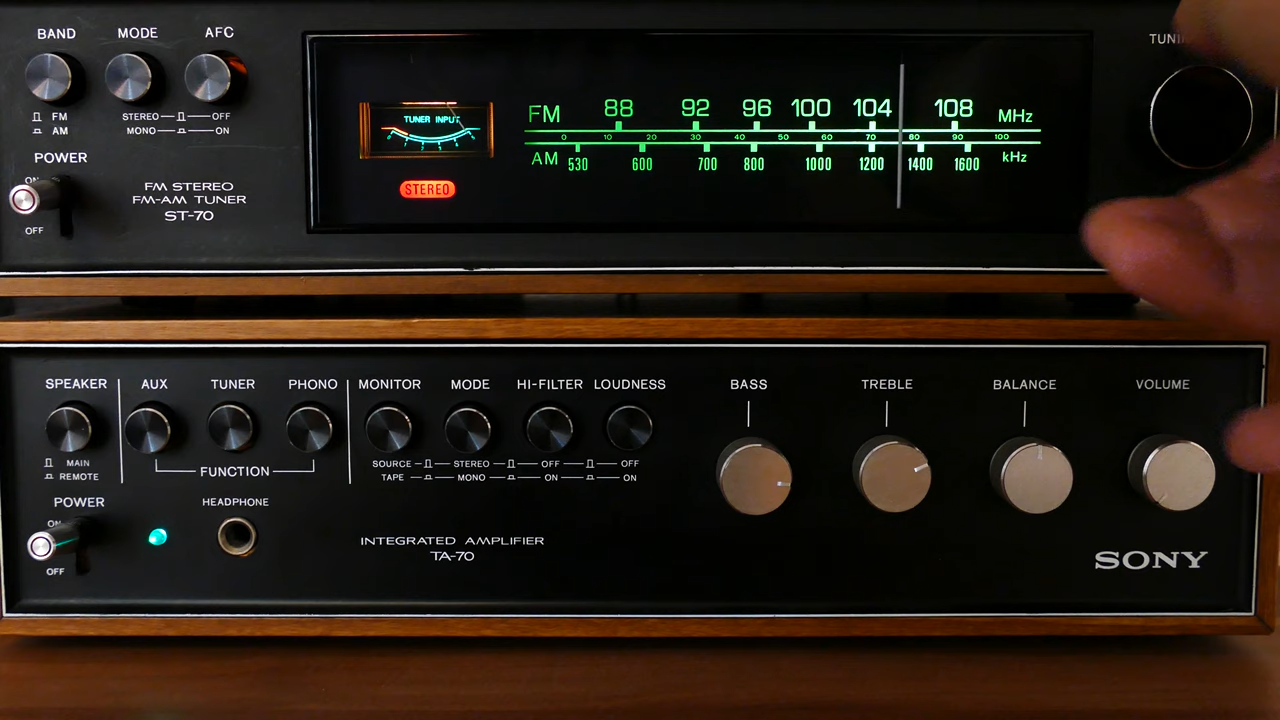 BAND MODE AFC
FM
AM
STEREO OFF
MONO ON
POWER
ON
OFF
FM STEREO
FM-AM TUNER
ST-70
TUNER INPUT
STEREO
FM 88 92 96 100 104 108 MHz
0 10 20 30 40 50 60 70 80 90 100
AM 530 600 700 800 1000 1200 1400 1600 kHz
SPEAKER AUX TUNER PHONO MONITOR MODE HI-FILTER LOUDNESS BASS TREBLE BALANCE VOLUME
MAIN
REMOTE
FUNCTION
SOURCE STEREO OFF OFF
TAPE MONO ON ON
POWER
ON
OFF
HEADPHONE
INTEGRATED AMPLIFIER
TA-70
SONY